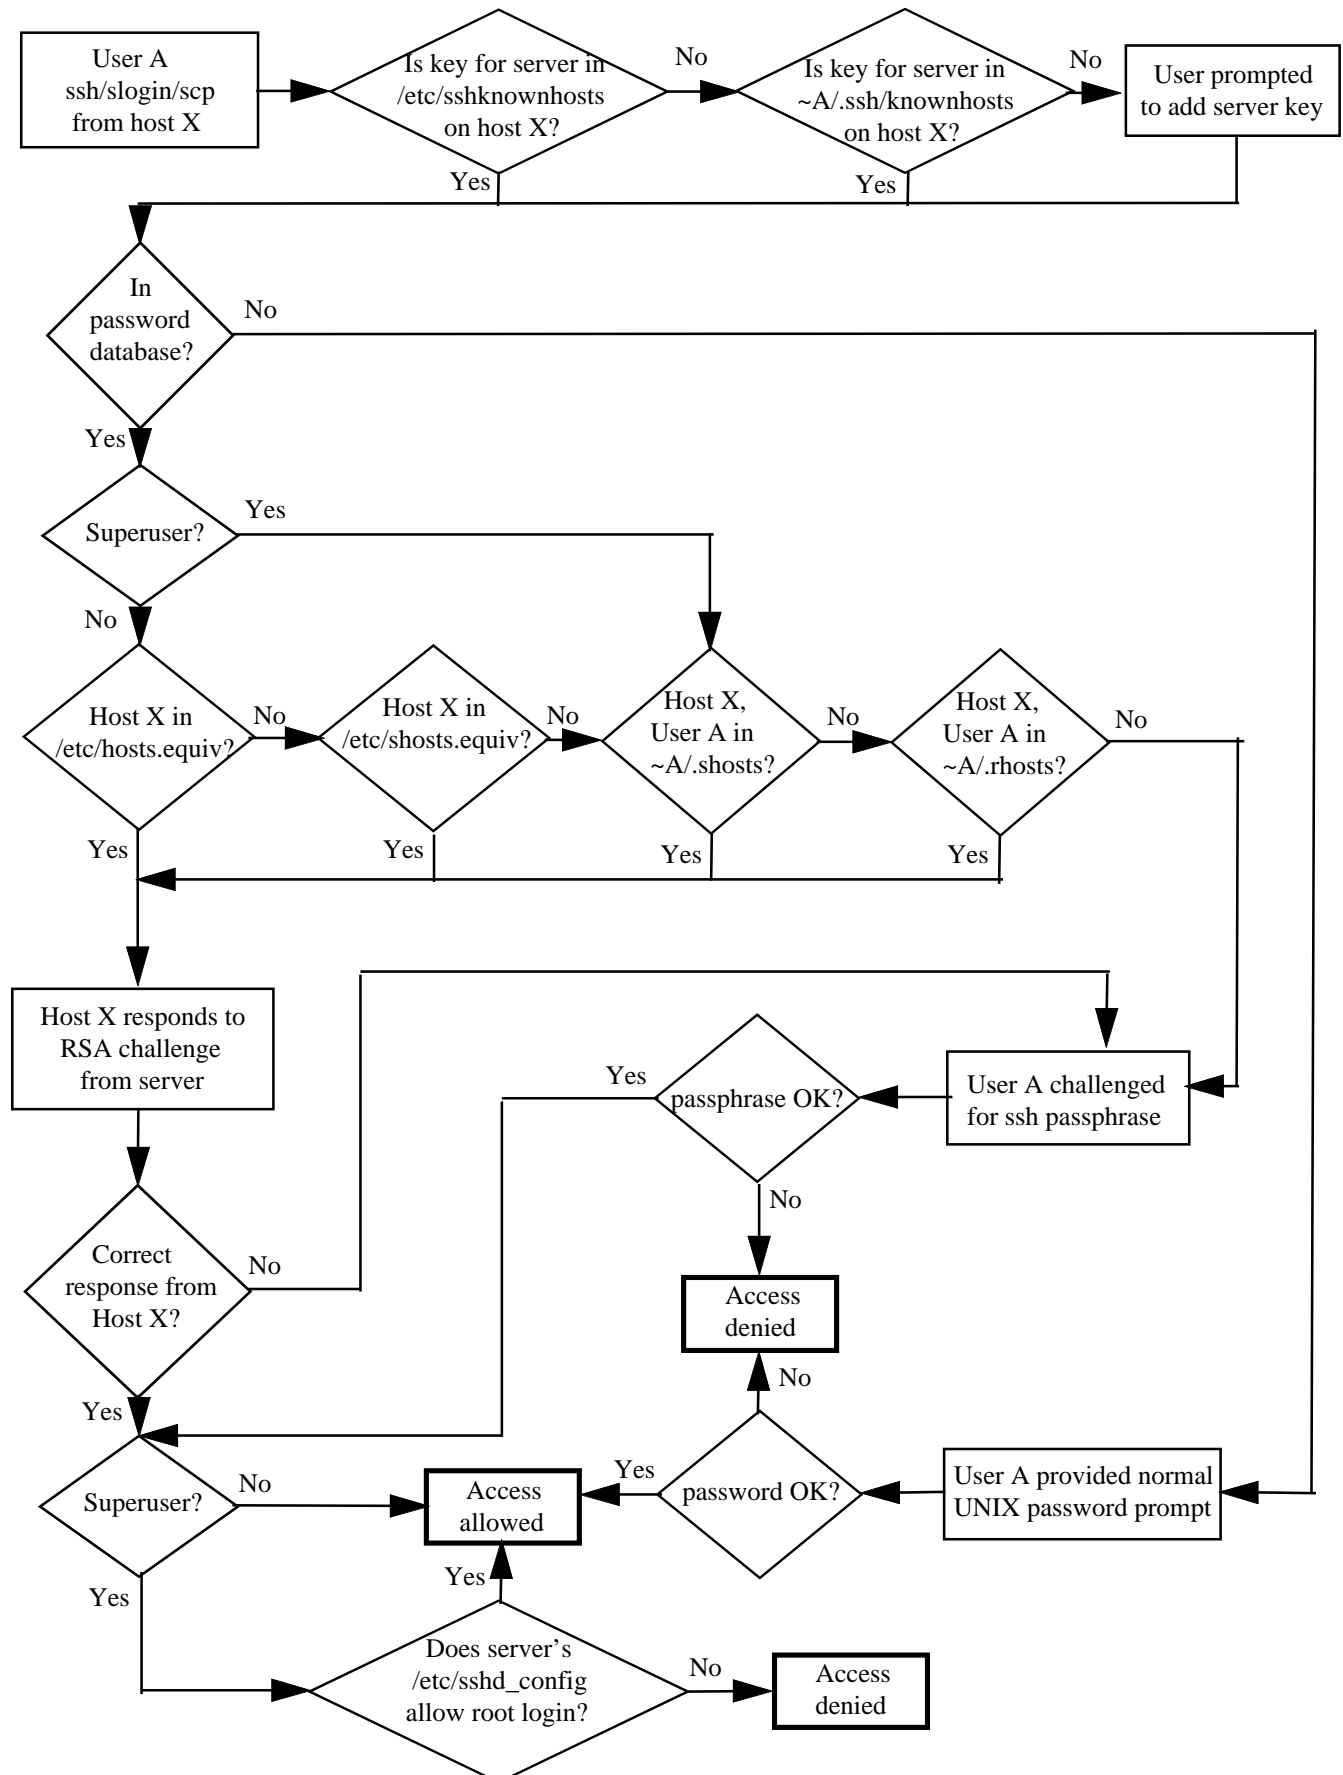 User A
ssh/slogin/scp
from host X
Is key for server in
/etc/sshknownhosts
on host X?
No
Is key for server in
~A/.ssh/knownhosts
on host X?
No
User prompted
to add server key
Yes
Yes
In
password
database?
No
Yes
Superuser?
Yes
No
Host X in
/etc/hosts.equiv?
No
Host X in
/etc/shosts.equiv?
No
Host X,
User A in
~A/.shosts?
No
Host X,
User A in
~A/.rhosts?
No
Yes
Yes
Yes
Yes
Host X responds to
RSA challenge
from server
Yes
passphrase OK?
User A challenged
for ssh passphrase
No
Correct
response from
Host X?
No
Access
denied
No
Yes
Superuser?
No
Access
allowed
Yes
password OK?
User A provided normal
UNIX password prompt
Yes
Yes
Does server’s
/etc/sshd_config
allow root login?
No
Access
denied